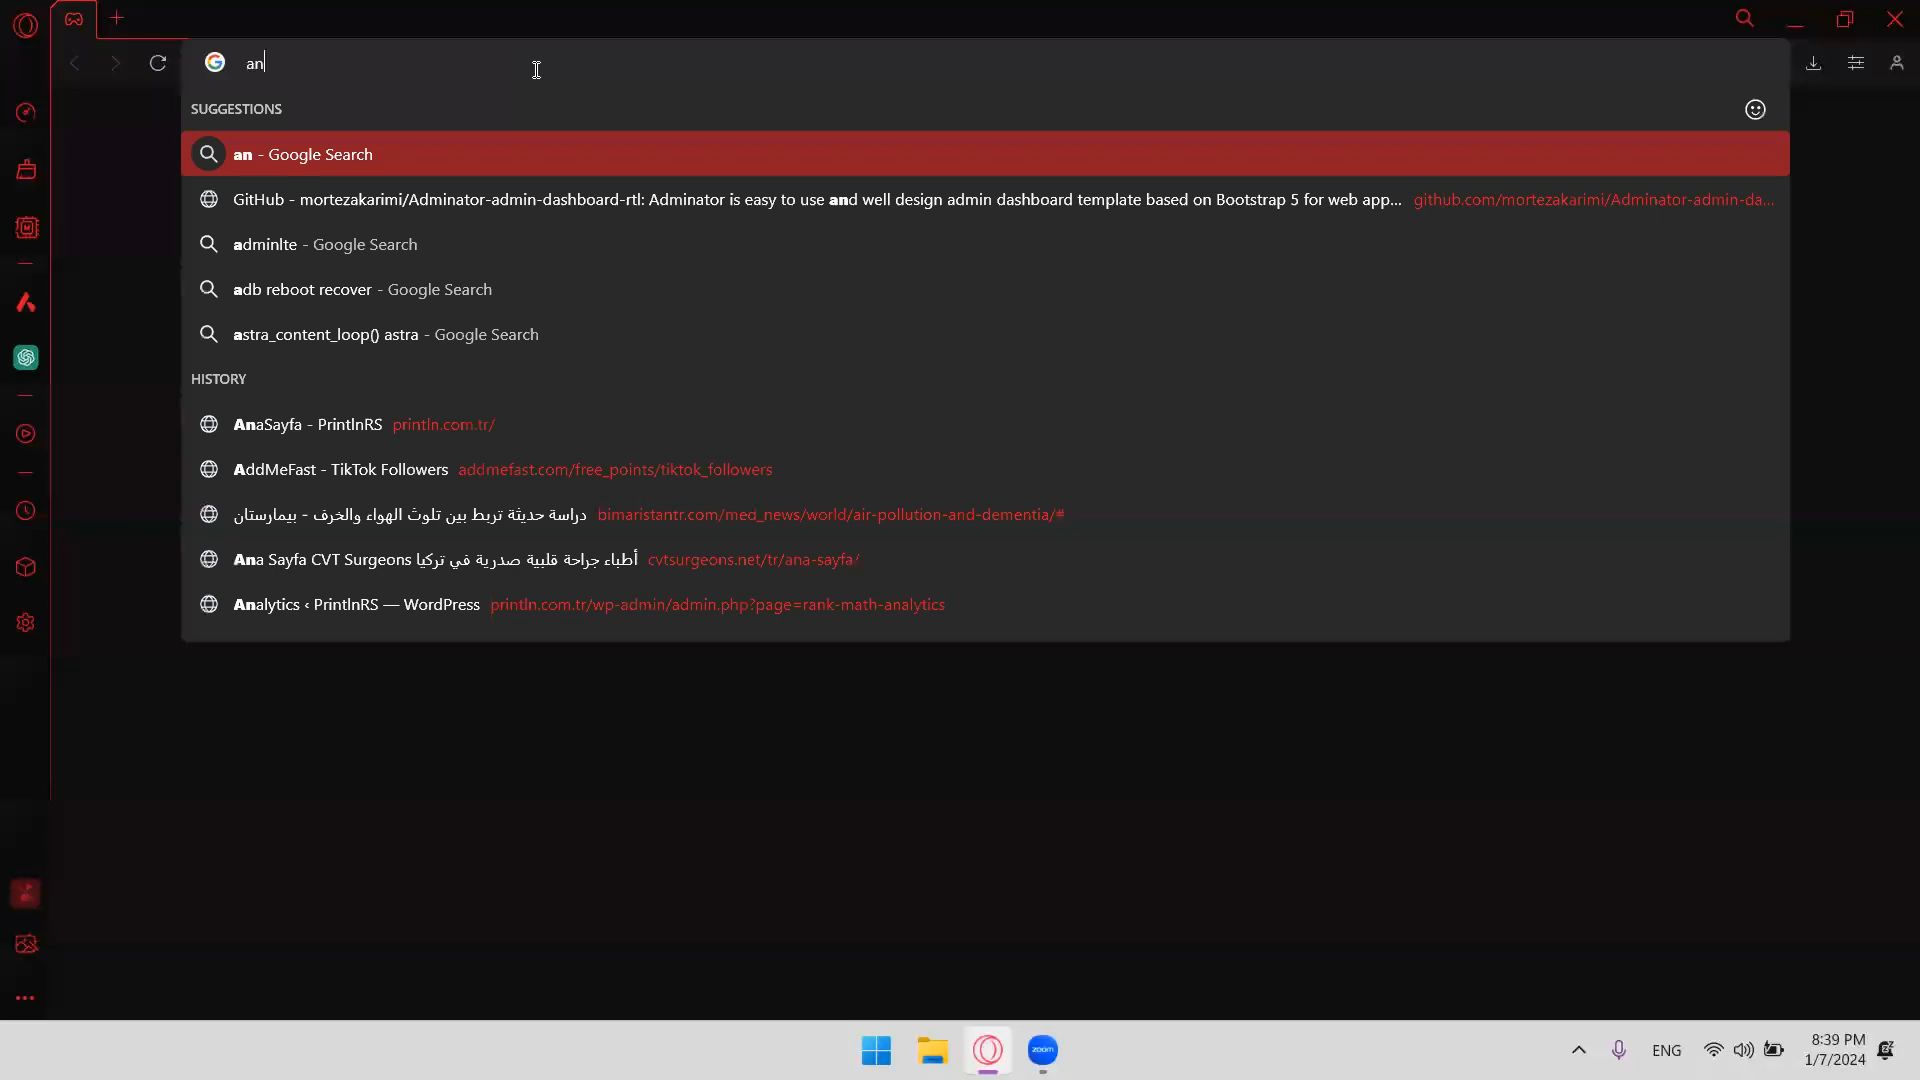 an
SUGGESTIONS
an - Google Search
GitHub - mortezakarimi/Adminator-admin-dashboard-rtl: Adminator is easy to use and well design admin dashboard template based on Bootstrap 5 for web app... github.com/mortezakarimi/Adminator-admin-da...
adminlte - Google Search
adb reboot recover - Google Search
astra_content_loop() astra - Google Search
HISTORY
AnaSayfa - PrintlnRS println.com.tr/
AddMeFast - TikTok Followers addmefast.com/free_points/tiktok_followers
دراسة حديثة تربط بين تلوث الهواء والخرف - بيمارستان bimaristantr.com/med_news/world/air-pollution-and-dementia/#
Ana Sayfa CVT Surgeons أطباء جراحة قلبية صدرية في تركيا cvtsurgeons.net/tr/ana-sayfa/
Analytics ‹ PrintlnRS — WordPress println.com.tr/wp-admin/admin.php?page=rank-math-analytics
zoom
ENG
8:39 PM
1/7/2024